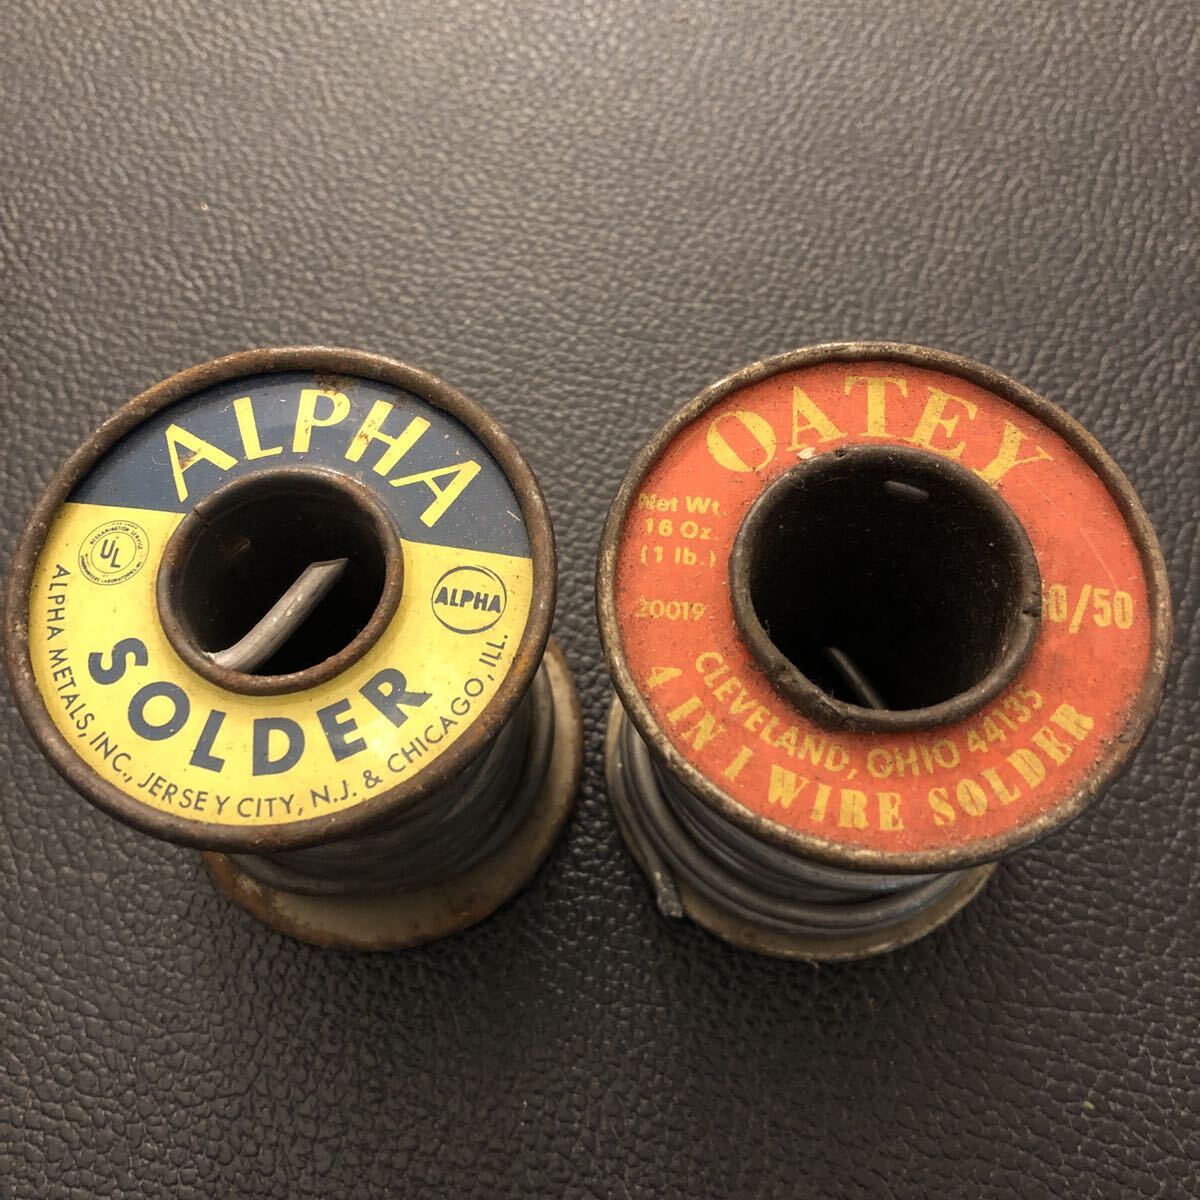 ALPHA
UL
ALPHA
SOLDER
ALPHA METALS, INC., JERSEY CITY, N.J. & CHICAGO, ILL.
OATEY
Net Wt.
16 Oz.
(1 lb.)
20019
0/50
CLEVELAND, OHIO 44135
4 IN 1 WIRE SOLDER